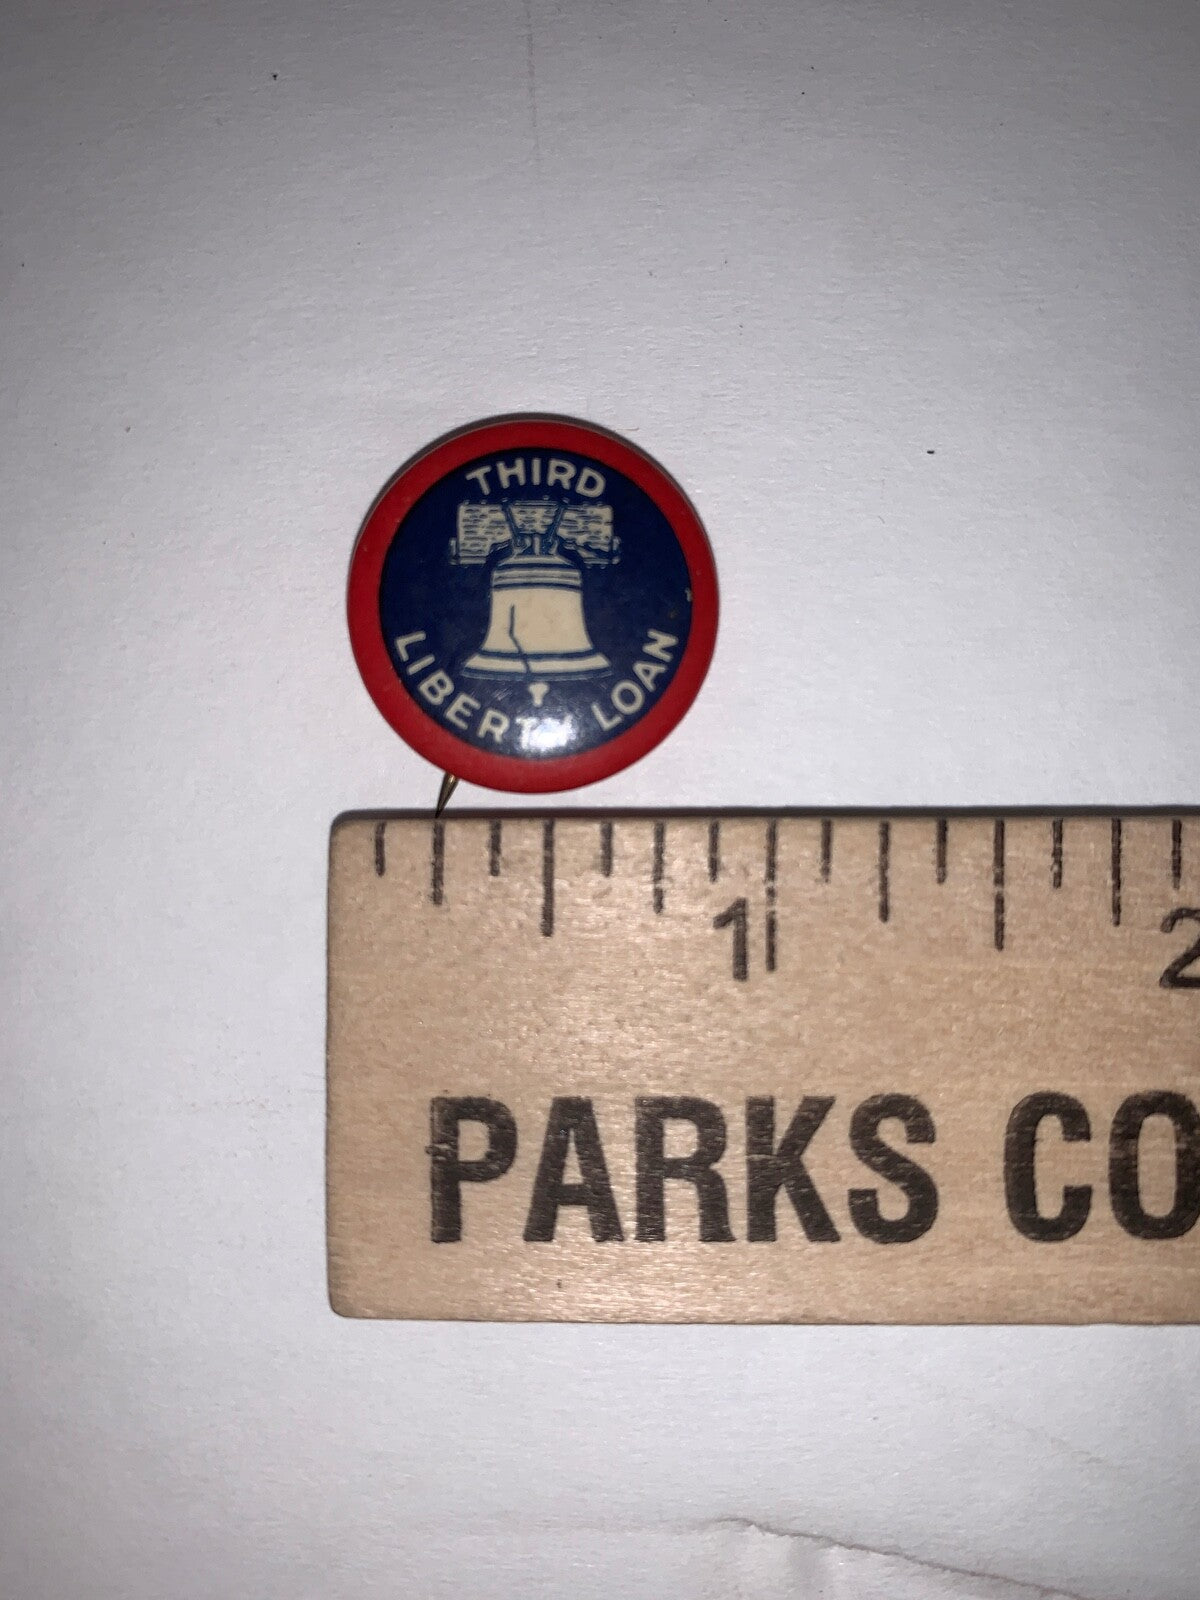 THIRD
LIBERTY LOAN
1
2
PARKS CO